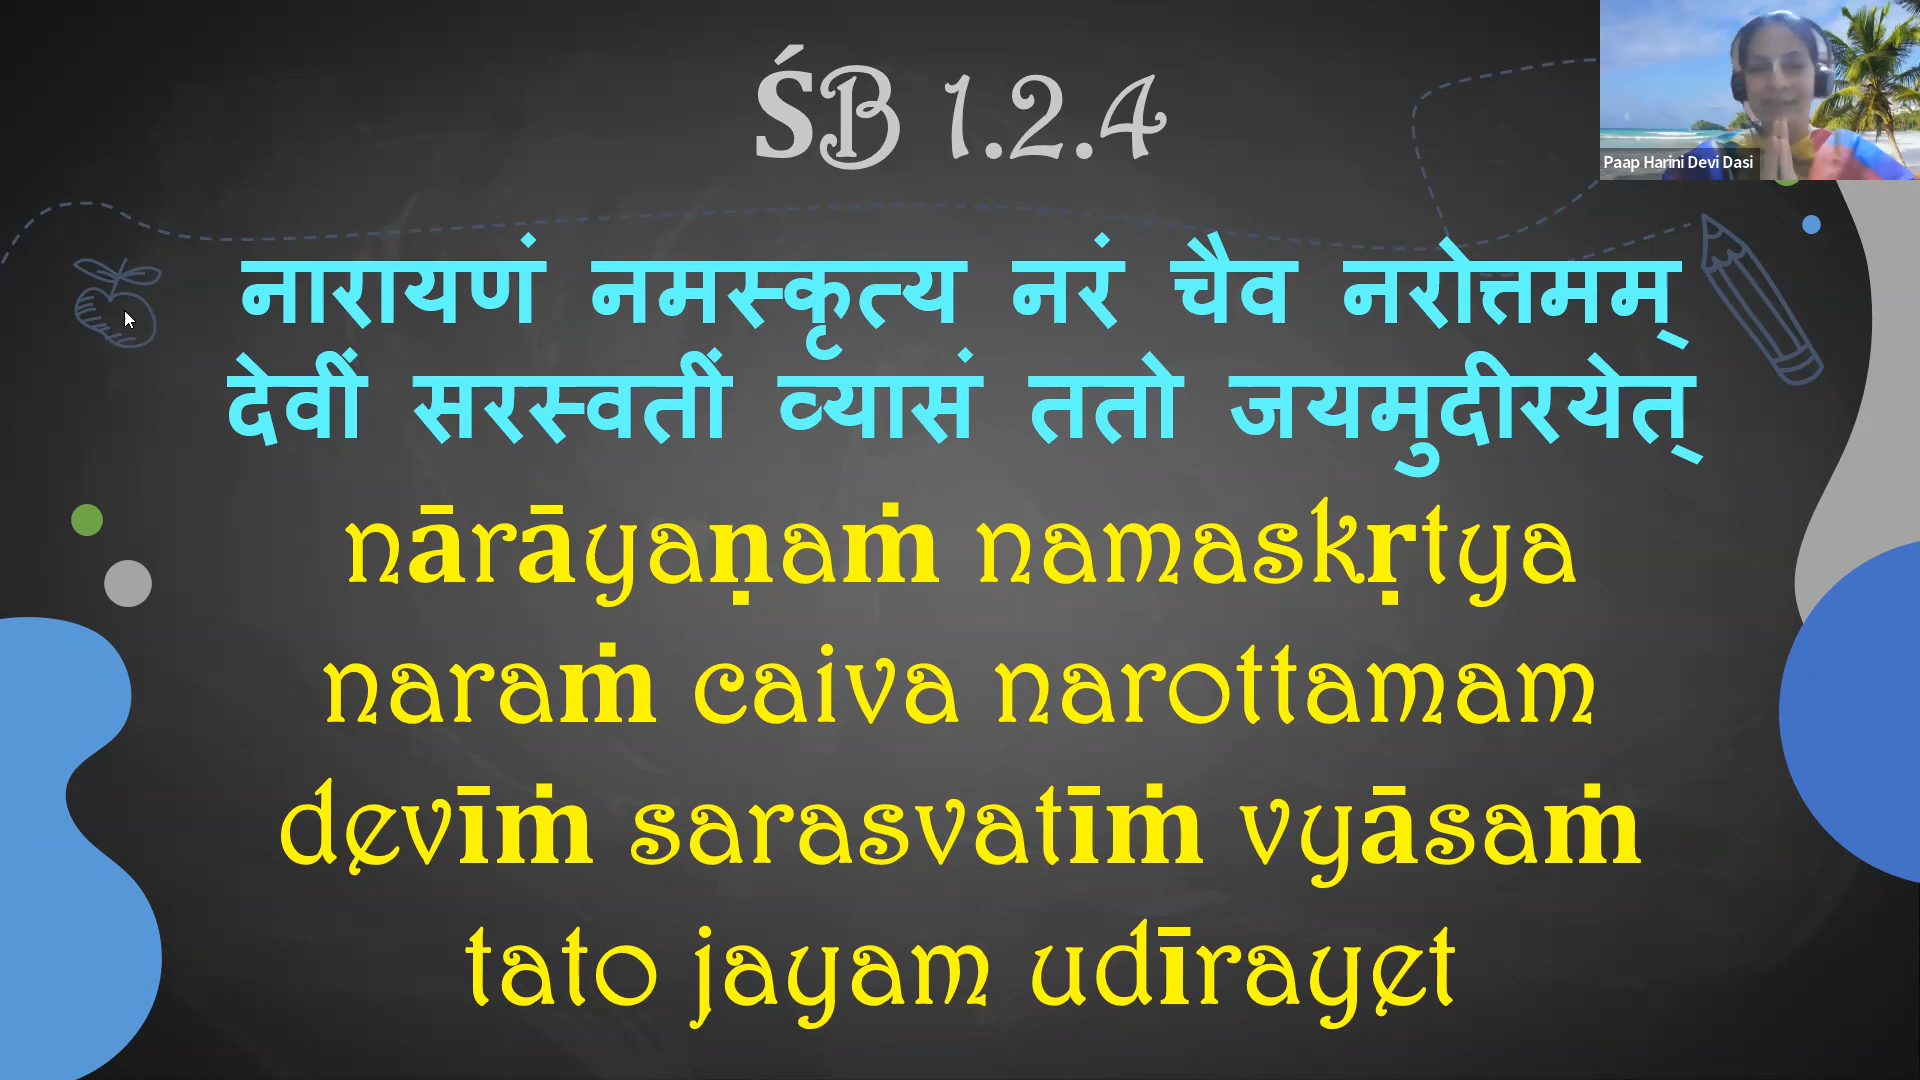 ŚB 1.2.4
Paap Harini Devi Dasi
नारायणं नमस्कृत्य नरं चैव नरोत्तमम्
देवीं सरस्वतीं व्यासं ततो जयमुदीरयेत्
nārāyaṇaṁ namaskṛtya
naraṁ caiva narottamam
devīṁ sarasvatīṁ vyāsaṁ
tato jayam udīrayet